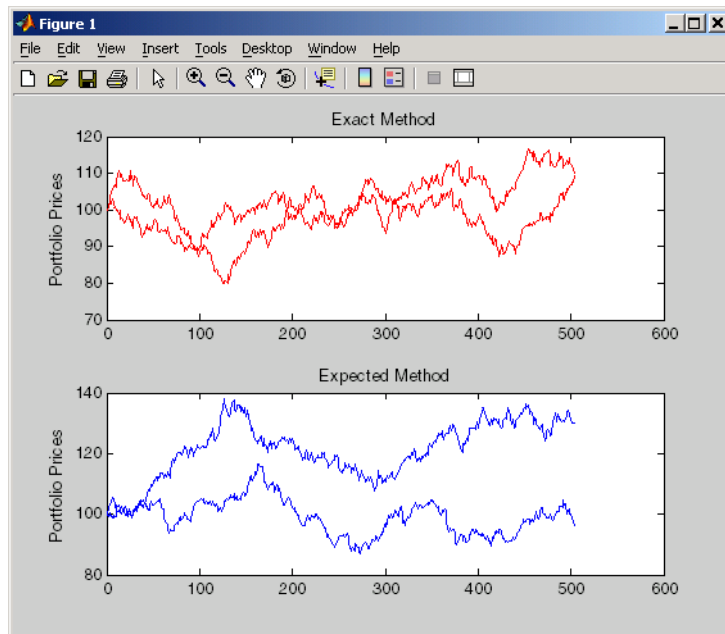 Figure 1
File Edit View Insert Tools Desktop Window Help
Exact Method
Portfolio Prices
120
110
100
90
80
70
0 100 200 300 400 500 600
Expected Method
Portfolio Prices
140
120
100
80
0 100 200 300 400 500 600